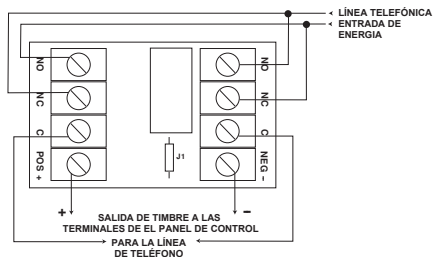 LÍNEA TELEFÓNICA
ENTRADA DE
ENERGIA
NO
NO
NC
NC
C
C
J1
POS +
NEG –
+
–
SALIDA DE TIMBRE A LAS
TERMINALES DE EL PANEL DE CONTROL
PARA LA LÍNEA
DE TELÉFONO